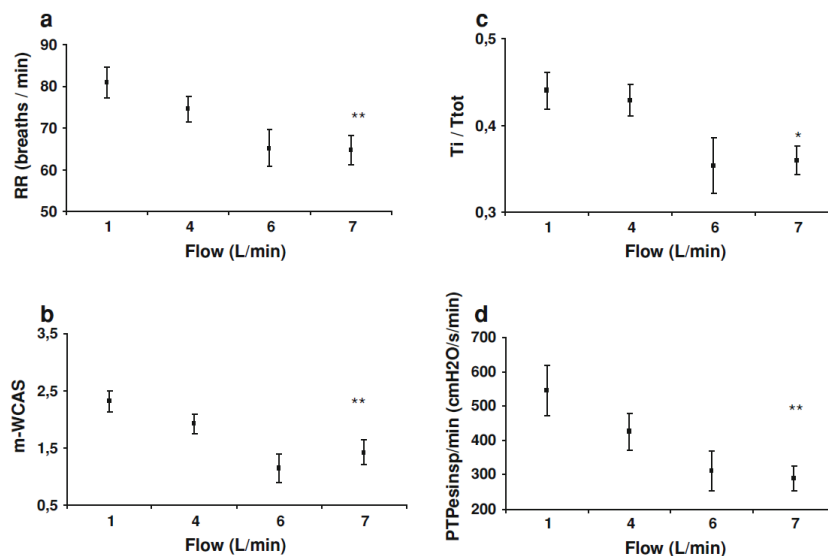 a
RR (breaths / min)
90
80
70
60
50
**
1 4 6 7
Flow (L/min)
c
Ti / Ttot
0,5
0,4
0,3
*
1 4 6 7
Flow (L/min)
b
m-WCAS
3,5
2,5
1,5
0,5
**
1 4 6 7
Flow (L/min)
d
PTPesinsp/min (cmH2O/s/min)
700
600
500
400
300
200
**
1 4 6 7
Flow (L/min)